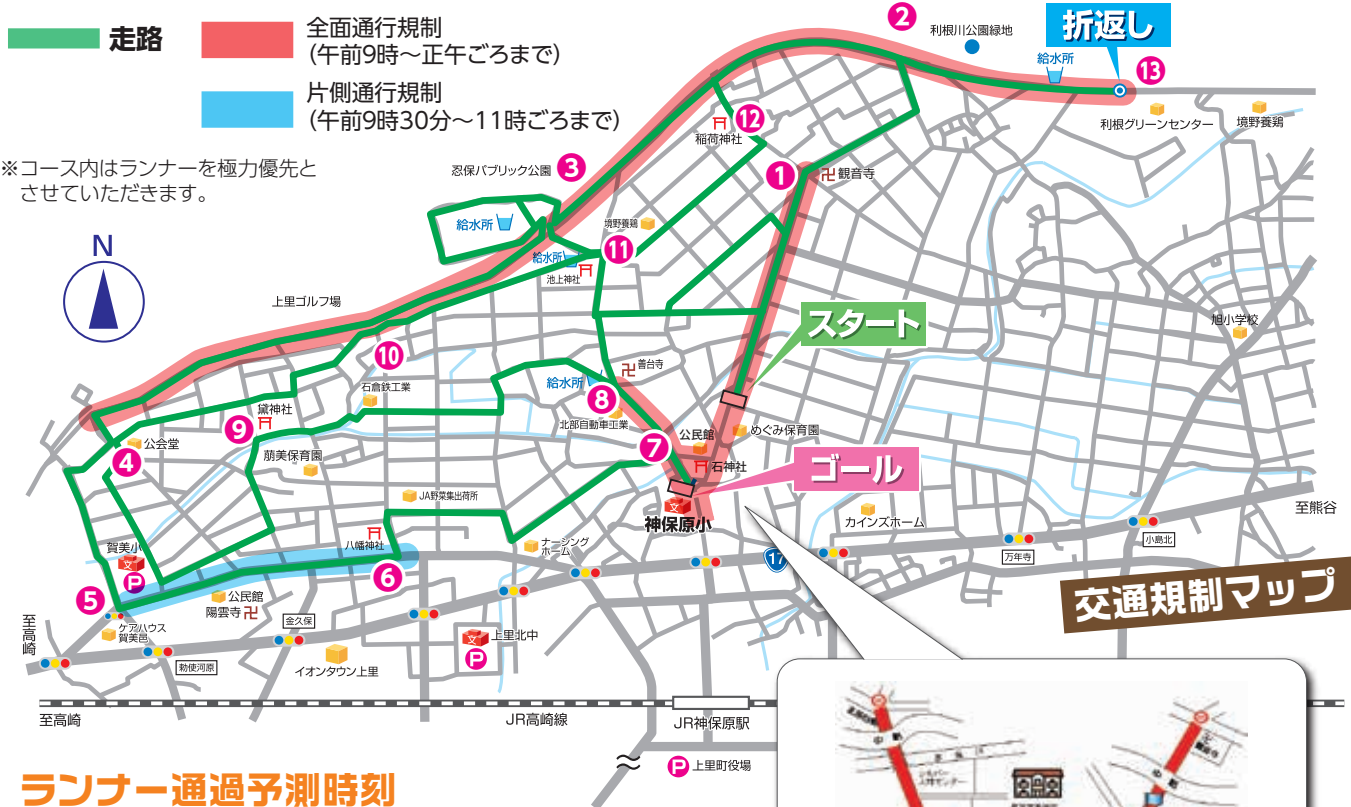 走路
全面通行規制
(午前9時〜正午ごろまで)
片側通行規制
(午前9時30分〜11時ごろまで)
※コース内はランナーを極力優先と
させていただきます。
N
2
利根川公園緑地
折返し
給水所
13
利根グリーンセンター
境野養鶏
12
稲荷神社
3
忍保パブリック公園
1
観音寺
給水所
境野養鶏
11
給水所
池上神社
上里ゴルフ場
スタート
旭小学校
10
石倉鉄工業
善台寺
給水所
8
北部自動車工業
黛神社
9
公会堂
4
萠美保育園
7
公民館
めぐみ保育園
石神社
ゴール
JA野菜集出荷所
神保原小
カインズホーム
至熊谷
小島北
万年寺
17
賀美小
P
八幡神社
ナーシング
ホーム
6
5
公民館
陽雲寺
交通規制マップ
ケアハウス
賀美邑
金久保
至高崎
勅使河原
イオンタウン上里
上里北中
P
至高崎
JR高崎線
JR神保原駅
P 上里町役場
ランナー通過予測時刻